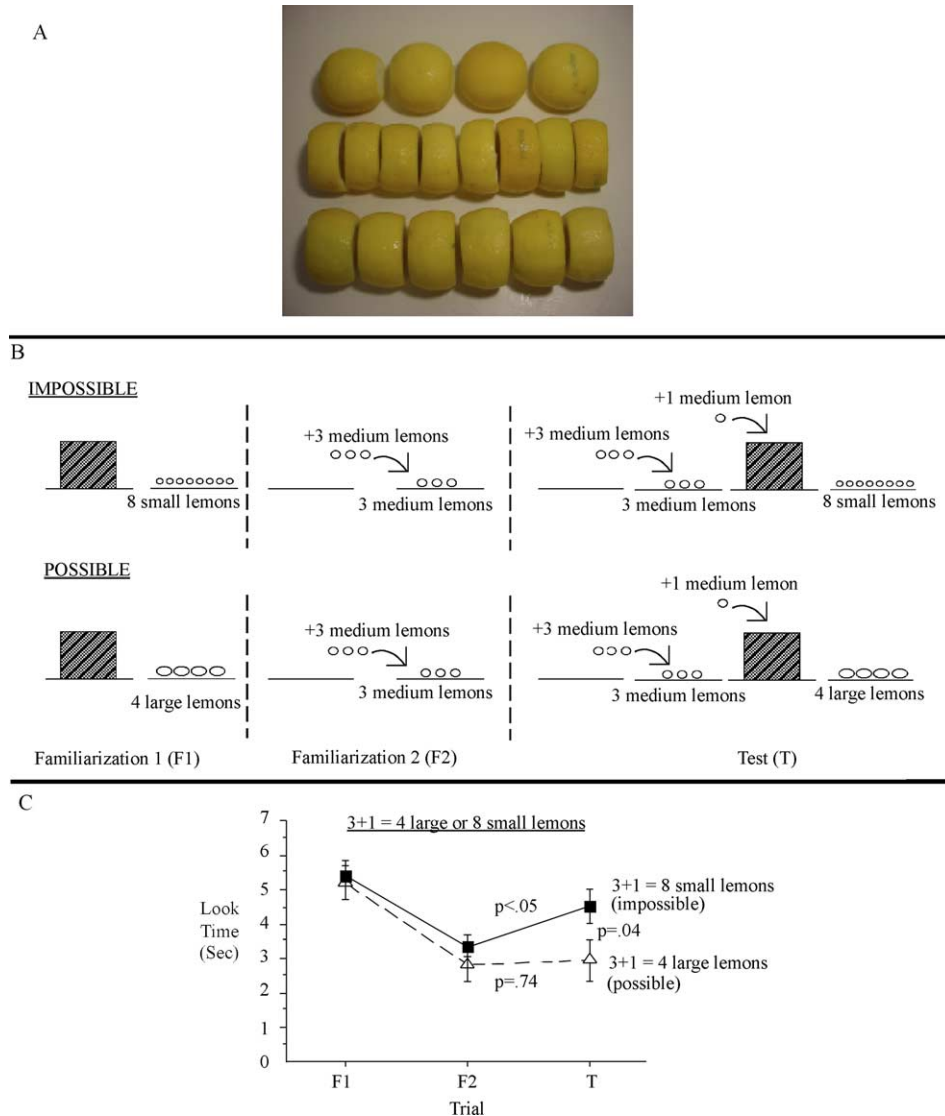 A
B
IMPOSSIBLE
8 small lemons
+3 medium lemons
3 medium lemons
+1 medium lemon
+3 medium lemons
3 medium lemons
8 small lemons
POSSIBLE
4 large lemons
+3 medium lemons
3 medium lemons
+1 medium lemon
+3 medium lemons
3 medium lemons
4 large lemons
Familiarization 1 (F1)
Familiarization 2 (F2)
Test (T)
C
3+1 = 4 large or 8 small lemons
Look
Time
(Sec)
7
6
5
4
3
2
1
0
p<.05
p=.74
3+1 = 8 small lemons
(impossible)
p=.04
3+1 = 4 large lemons
(possible)
F1
F2
T
Trial